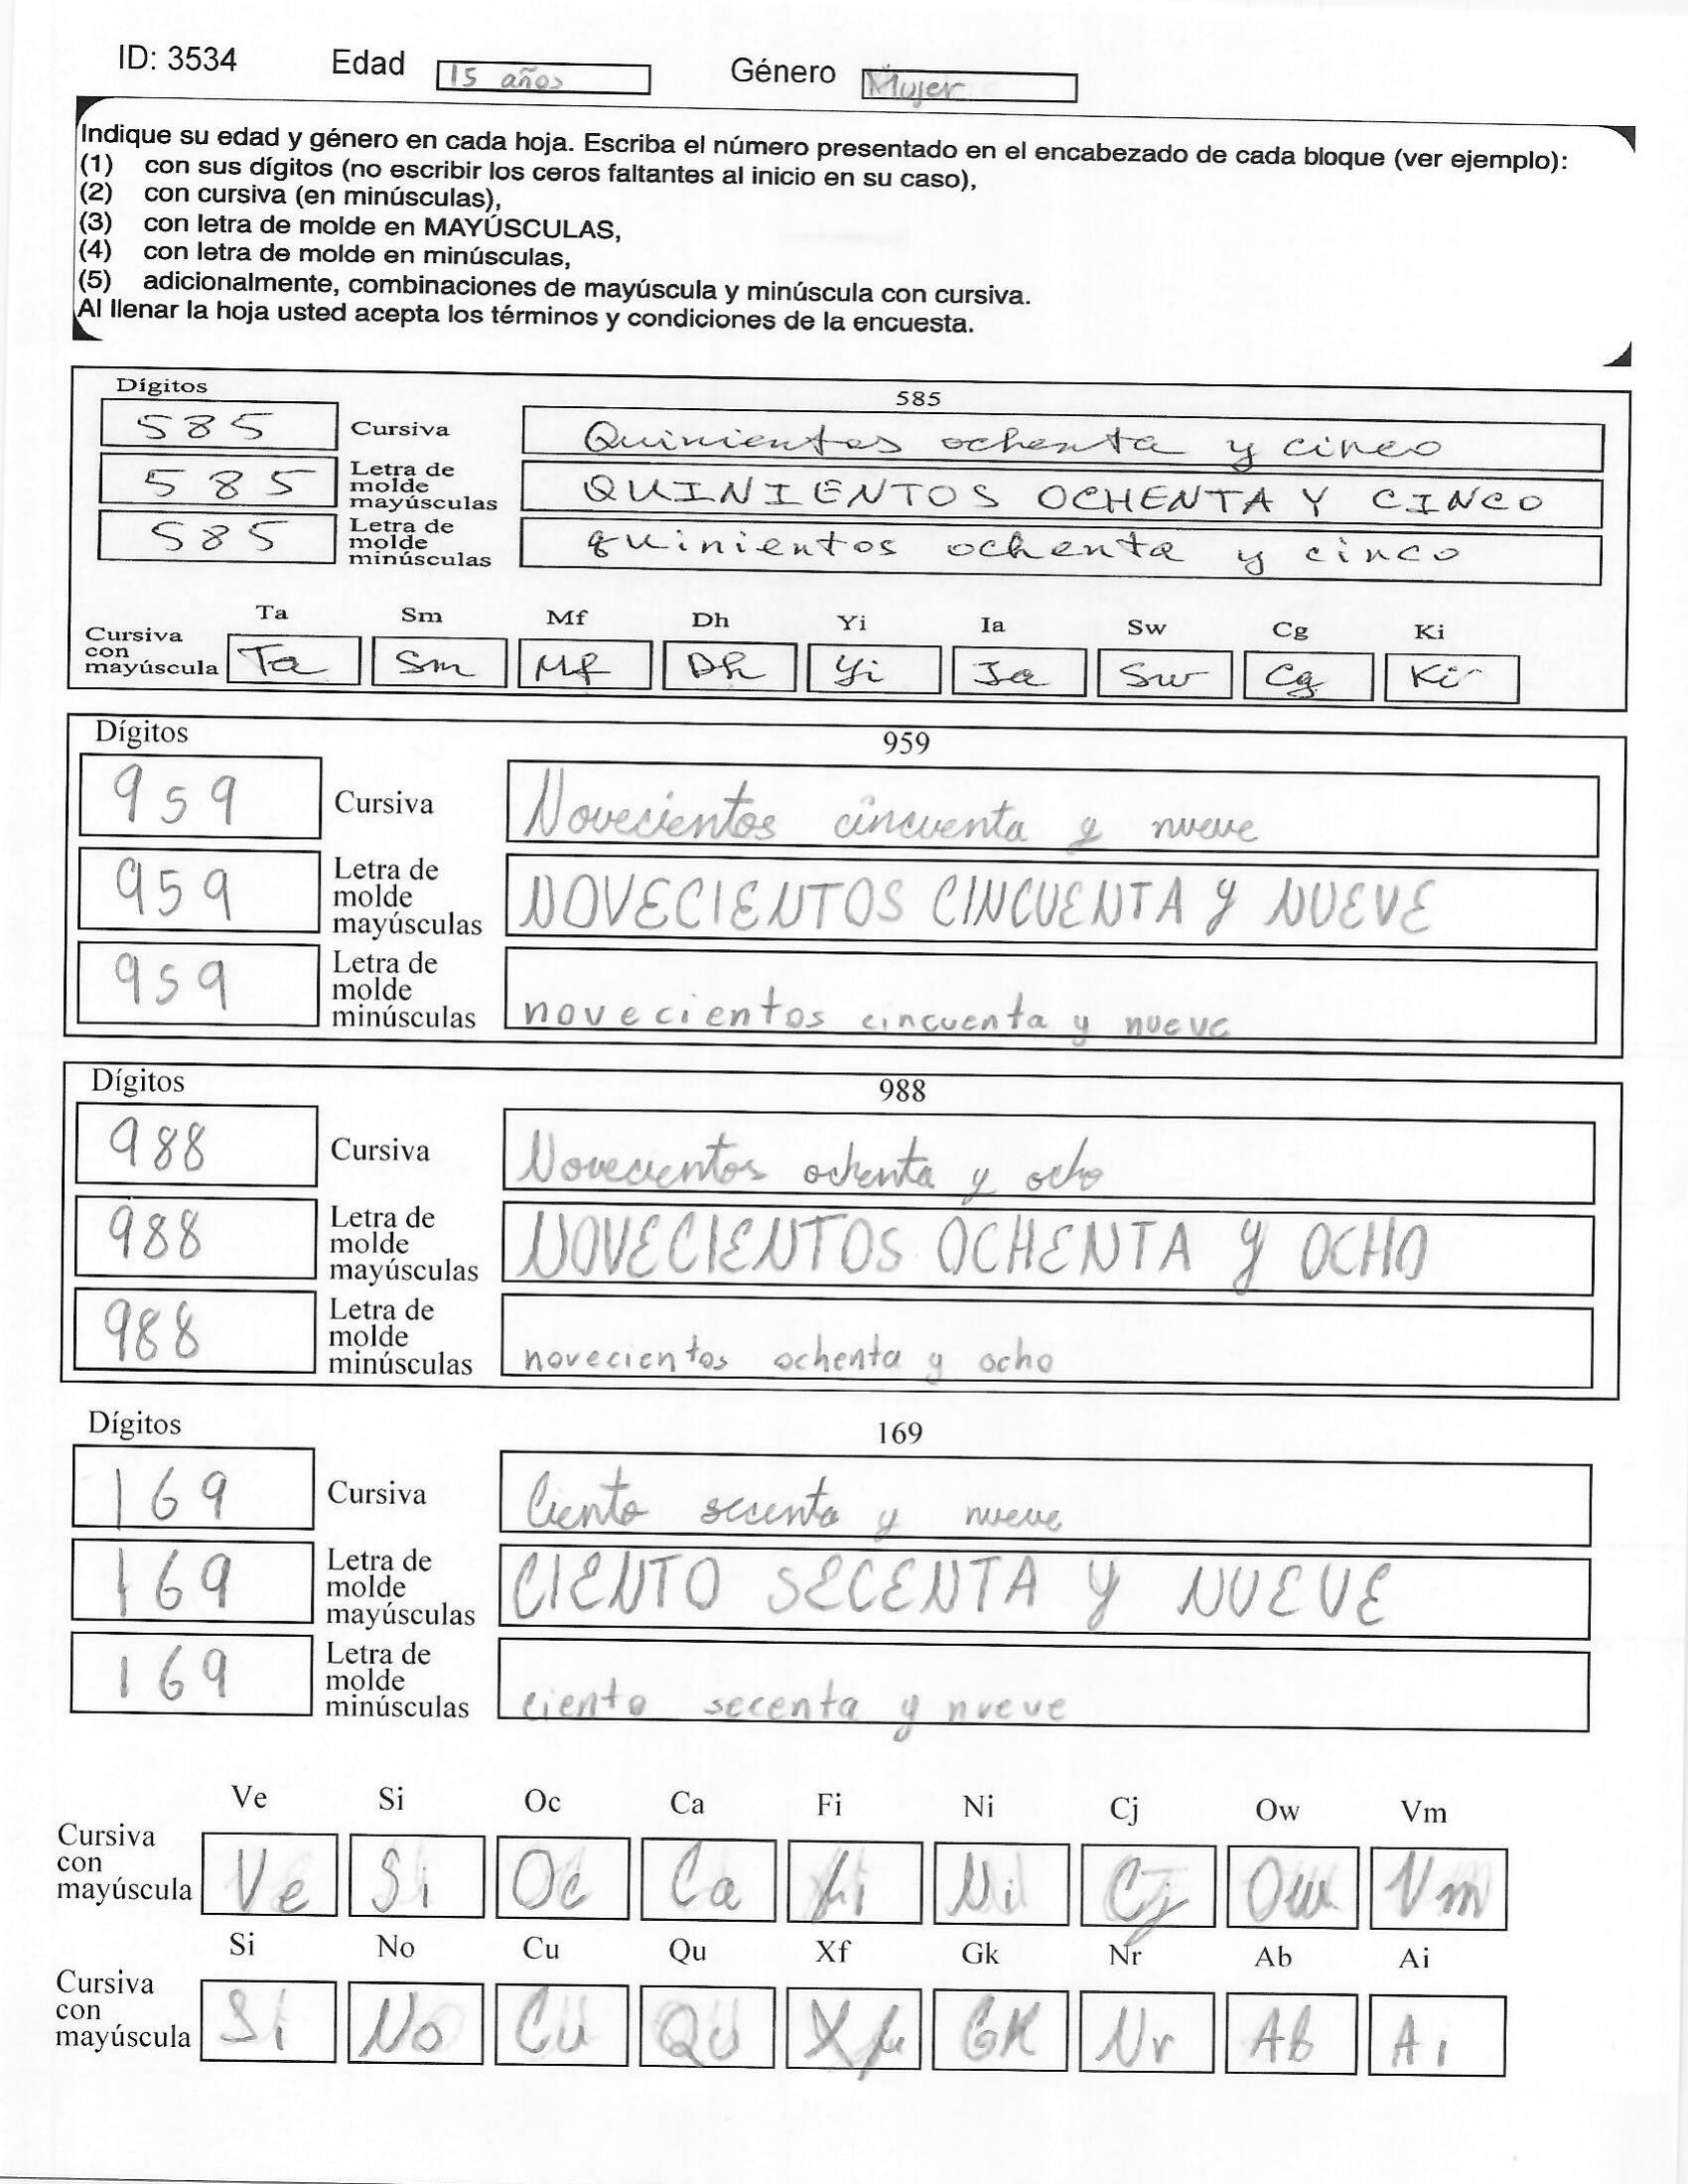 ID: 3534 Edad 15 años Género Mujer
Indique su edad y género en cada hoja. Escriba el número presentado en el encabezado de cada bloque (ver ejemplo):
(1) con sus dígitos (no escribir los ceros faltantes al inicio en su caso),
(2) con cursiva (en minúsculas),
(3) con letra de molde en MAYÚSCULAS,
(4) con letra de molde en minúsculas,
(5) adicionalmente, combinaciones de mayúscula y minúscula con cursiva.
Al llenar la hoja usted acepta los términos y condiciones de la encuesta.
Dígitos 585
585 Cursiva Quinientos ochenta y cinco
585 Letra de molde mayúsculas QUINIENTOS OCHENTA Y CINCO
585 Letra de molde minúsculas quinientos ochenta y cinco
Ta Sm Mf Dh Yi Ia Sw Cg Ki
Cursiva con mayúscula Ta Sm Mf Dh Yi Ia Sw Cg Ki
Dígitos 959
959 Cursiva Novecientos cincuenta y nueve
959 Letra de molde mayúsculas NOVECIENTOS CINCUENTA Y NUEVE
959 Letra de molde minúsculas novecientos cincuenta y nueve
Dígitos 988
988 Cursiva Novecientos ochenta y ocho
988 Letra de molde mayúsculas NOVECIENTOS OCHENTA Y OCHO
988 Letra de molde minúsculas novecientos ochenta y ocho
Dígitos 169
169 Cursiva Ciento secenta y nueve
169 Letra de molde mayúsculas CIENTO SECENTA Y NUEVE
169 Letra de molde minúsculas ciento secenta y nueve
Ve Si Oc Ca Fi Ni Cj Ow Vm
Cursiva con mayúscula Ve Si Oc Ca Fi Ni Cj Ow Vm
Si No Cu Qu Xf Gk Nr Ab Ai
Cursiva con mayúscula Si No Cu Qu Xf GK Nr Ab Ai